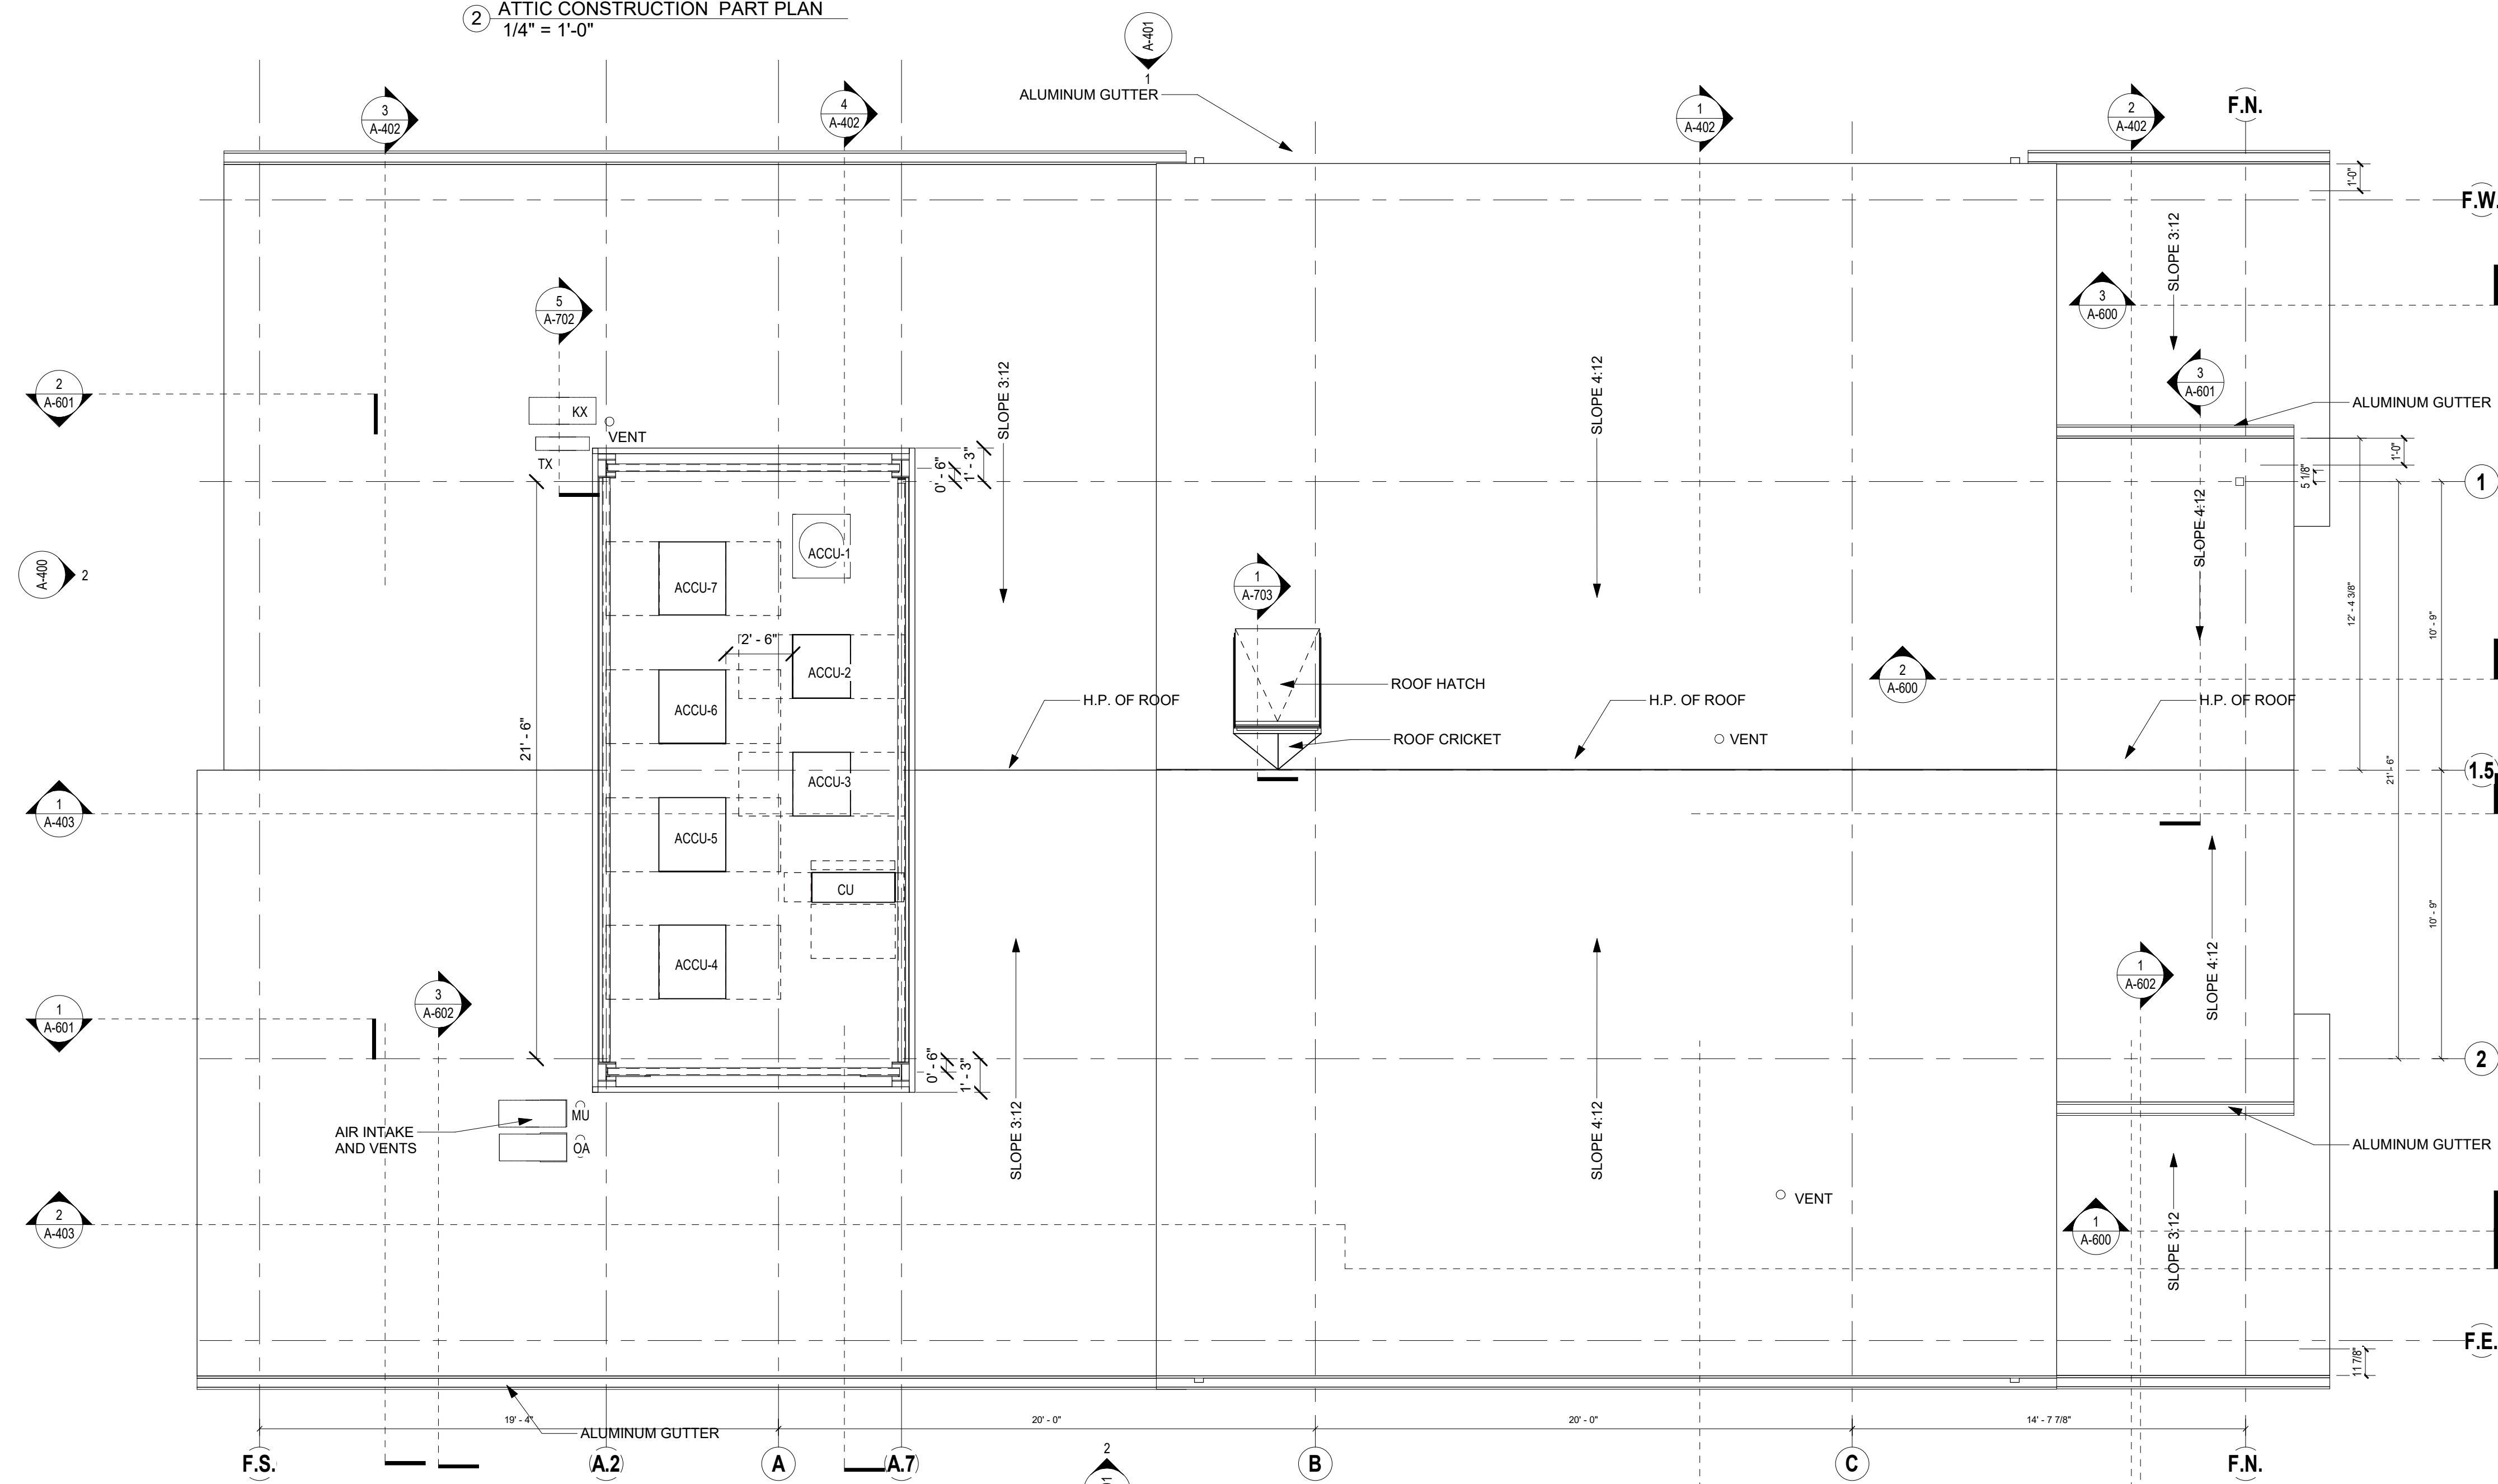 2 ATTIC CONSTRUCTION PART PLAN
1/4" = 1'-0"
A-401
1
ALUMINUM GUTTER
3
A-402
4
A-402
1
A-402
2
A-402
F.N.
1'-0"
F.W.
SLOPE 3:12
3
A-600
5
A-702
SLOPE 3:12
SLOPE 4:12
3
A-601
2
A-601
KX
VENT
TX
ALUMINUM GUTTER
0' - 6"
1' - 3"
1'-0"
5 1/8"
1
SLOPE 4:12
A-400
2
ACCU-1
ACCU-7
1
A-703
12' - 4 3/8"
10' - 9"
2' - 6"
ACCU-2
2
A-600
ROOF HATCH
H.P. OF ROOF
H.P. OF ROOF
H.P. OF ROOF
ACCU-6
21' - 6"
ROOF CRICKET
VENT
1.5
21' - 6"
ACCU-3
1
A-403
ACCU-5
CU
10' - 9"
ACCU-4
SLOPE 4:12
1
A-602
3
A-602
1
A-601
0' - 6"
1' - 3"
2
SLOPE 3:12
SLOPE 4:12
MU
AIR INTAKE
AND VENTS
OA
ALUMINUM GUTTER
VENT
2
A-403
1
A-600
SLOPE 3:12
F.E.
11 7/8"
19' - 4"
20' - 0"
20' - 0"
14' - 7 7/8"
ALUMINUM GUTTER
F.S.
A.2
A
A.7
2
B
C
F.N.